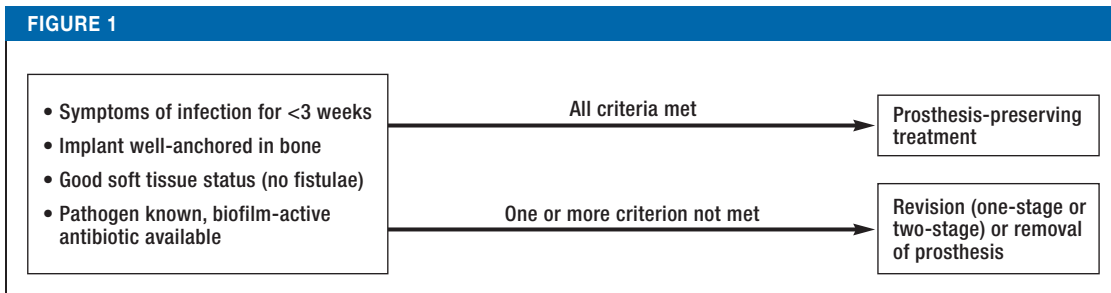 FIGURE 1
• Symptoms of infection for <3 weeks
• Implant well-anchored in bone
• Good soft tissue status (no fistulae)
• Pathogen known, biofilm-active
antibiotic available
All criteria met
Prosthesis-preserving
treatment
One or more criterion not met
Revision (one-stage or
two-stage) or removal
of prosthesis